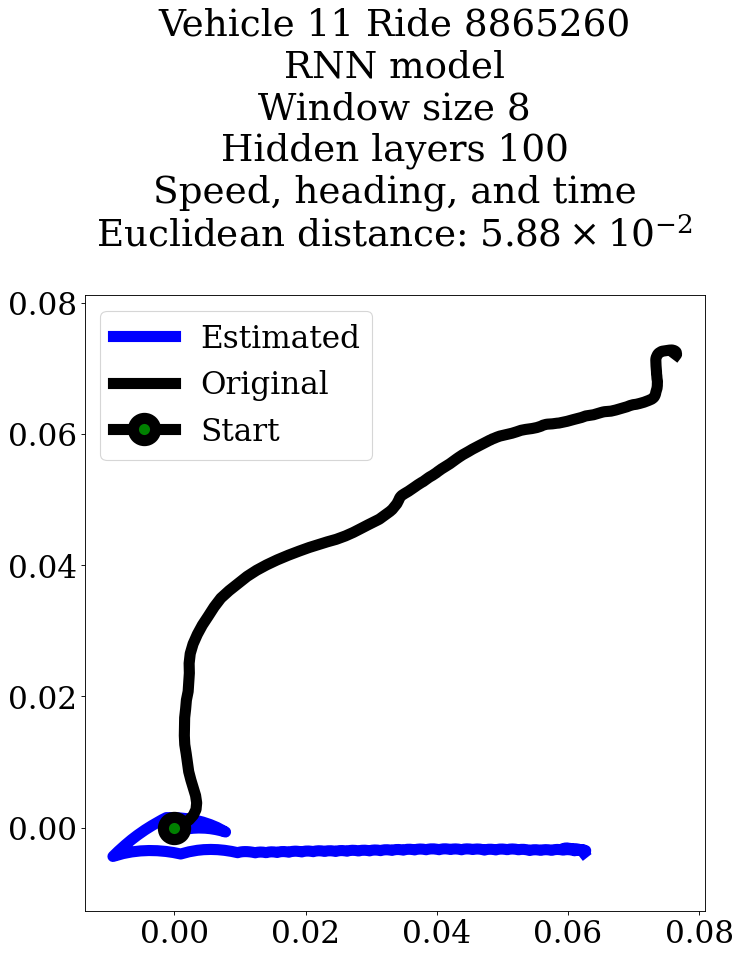 Vehicle 11 Ride 8865260
RNN model
Window size 8
Hidden layers 100
Speed, heading, and time
Euclidean distance: 5.88 × 10⁻²
0.08
Estimated
Original
Start
0.06
0.04
0.02
0.00
0.00 0.02 0.04 0.06 0.08